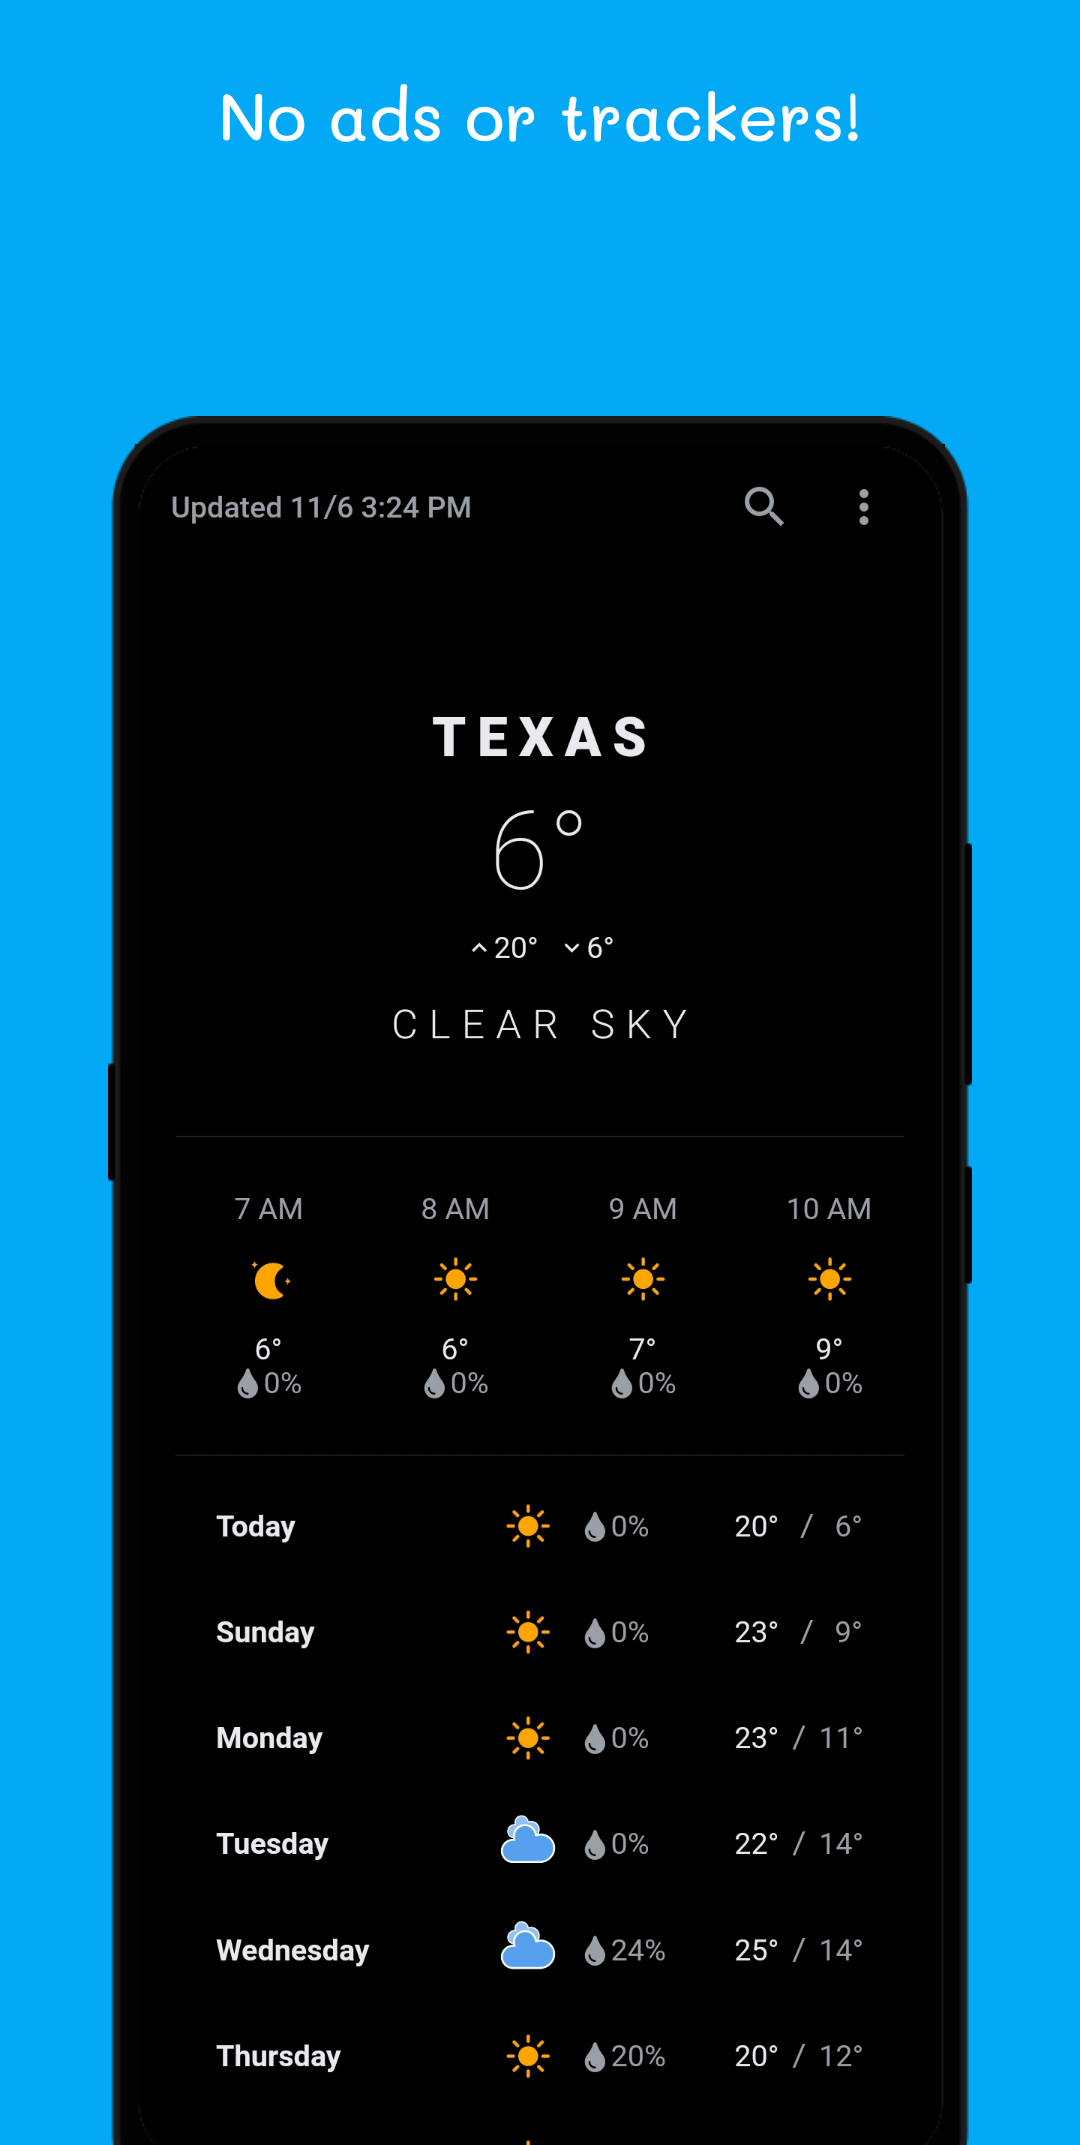 No ads or trackers!
Updated 11/6 3:24 PM
TEXAS
6°
20° 6°
CLEAR SKY
7 AM 8 AM 9 AM 10 AM
6° 6° 7° 9°
0% 0% 0% 0%
Today 0% 20° / 6°
Sunday 0% 23° / 9°
Monday 0% 23° / 11°
Tuesday 0% 22° / 14°
Wednesday 24% 25° / 14°
Thursday 20% 20° / 12°